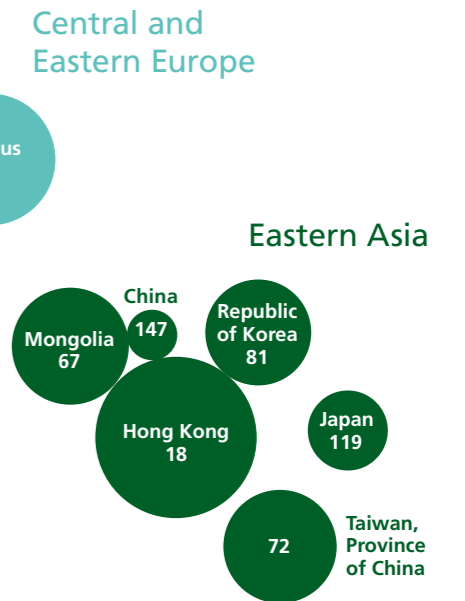 Central and
Eastern Europe
us
Eastern Asia
China
147
Mongolia
67
Republic
of Korea
81
Hong Kong
18
Japan
119
72
Taiwan,
Province
of China